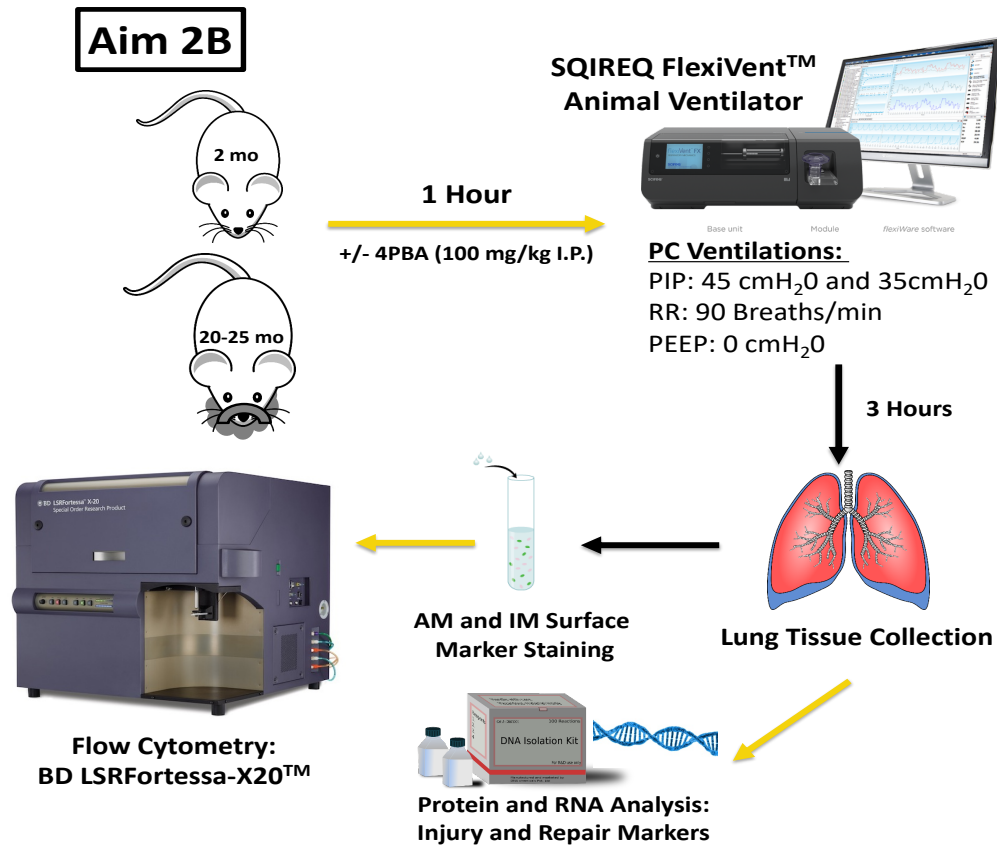 Aim 2B
2 mo
20-25 mo
1 Hour
+/- 4PBA (100 mg/kg I.P.)
SQIREQ FlexiVent™
Animal Ventilator
Base unit
Module
flexiWare software
PC Ventilations:
PIP: 45 cmH₂0 and 35cmH₂0
RR: 90 Breaths/min
PEEP: 0 cmH₂0
3 Hours
Lung Tissue Collection
AM and IM Surface
Marker Staining
BD LSRFortessa X-20
Special Order Research Product
Flow Cytometry:
BD LSRFortessa-X20™
200 Reactions
DNA Isolation Kit
Protein and RNA Analysis:
Injury and Repair Markers